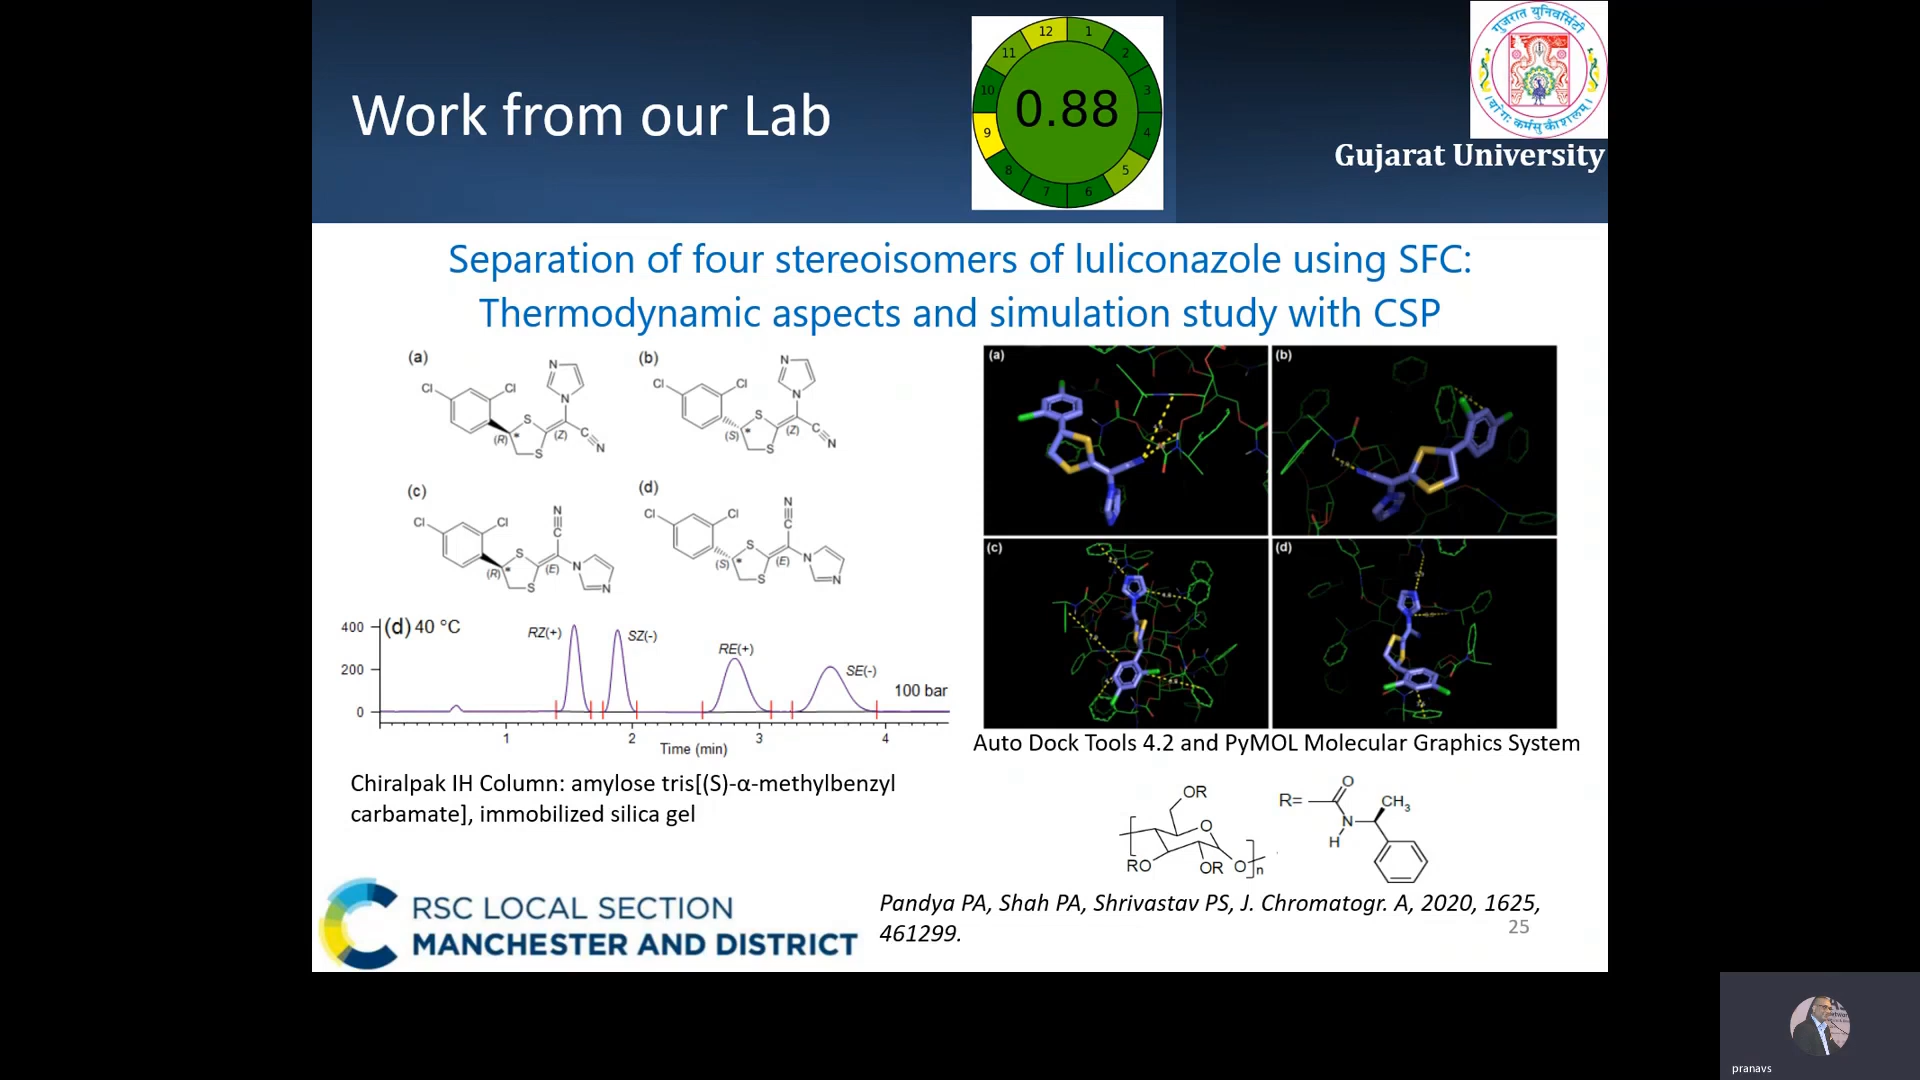 Work from our Lab
12
1
11
2
10
3
0.88
9
4
8
5
7
6
ગુજરાત યુનિવર્સિટી
योगः कर्मसु कौशलम्
Gujarat University
Separation of four stereoisomers of luliconazole using SFC:
Thermodynamic aspects and simulation study with CSP
(a)
Cl
Cl
N
N
S
(R)
*
(Z)
C
N
S
(b)
Cl
Cl
N
N
S
(S)
*
(Z)
C
N
S
(c)
Cl
Cl
N
C
S
(R)
*
(E)
N
S
N
(d)
Cl
Cl
N
C
S
(S)
*
(E)
N
S
N
(a)
(b)
(c)
(d)
400
(d) 40 °C
RZ(+)
SZ(-)
RE(+)
SE(-)
200
100 bar
0
1
2
3
4
Time (min)
Auto Dock Tools 4.2 and PyMOL Molecular Graphics System
Chiralpak IH Column: amylose tris[(S)-α-methylbenzyl
carbamate], immobilized silica gel
OR
O
RO
OR
O
n
R=
O
CH3
N
H
RSC LOCAL SECTION
MANCHESTER AND DISTRICT
Pandya PA, Shah PA, Shrivastav PS, J. Chromatogr. A, 2020, 1625,
461299.
25
pranavs